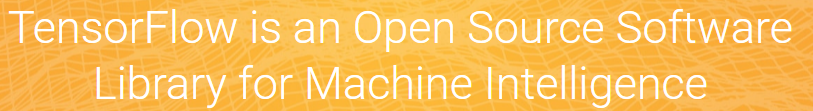 TensorFlow is an Open Source Software
Library for Machine Intelligence